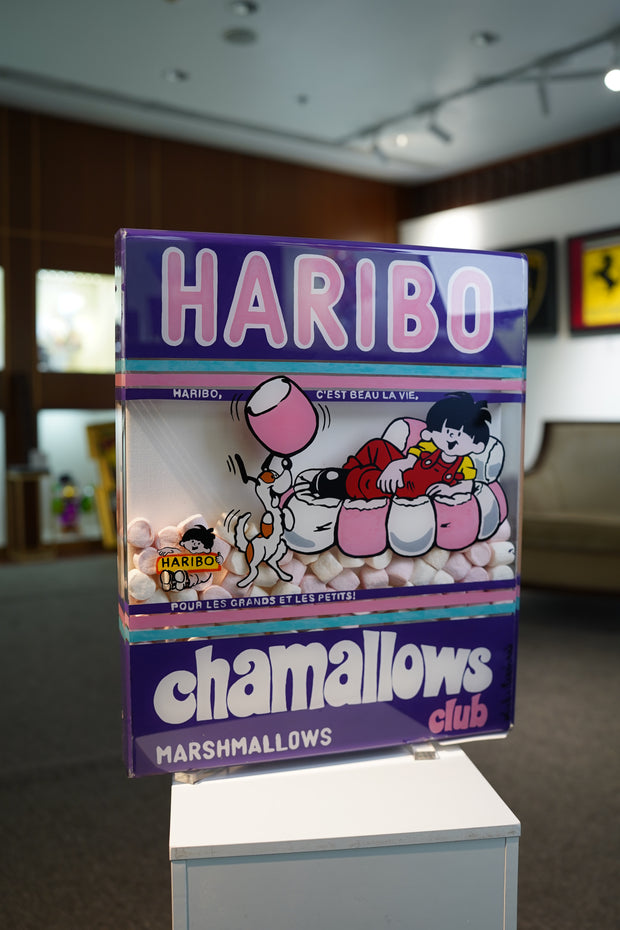 HARIBO
HARIBO, C'EST BEAU LA VIE,
HARIBO
POUR LES GRANDS ET LES PETITS!
chamallows
club
MARSHMALLOWS